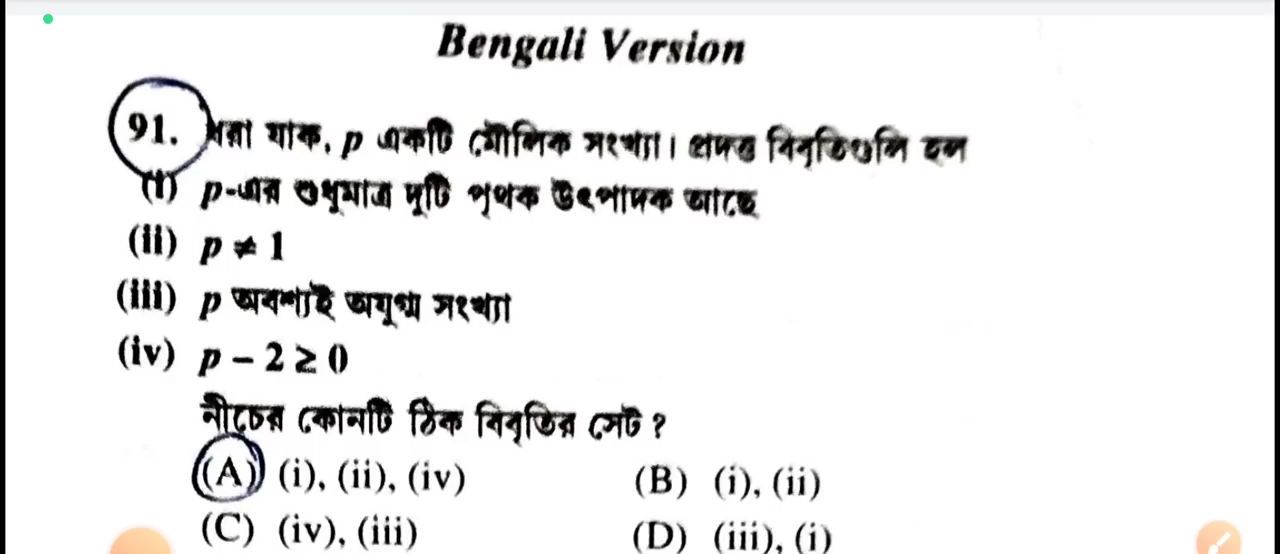 Bengali Version
91. ধরা যাক, p একটি মৌলিক সংখ্যা। প্রদত্ত বিবৃতিগুলি হল
(i) p-এর শুধুমাত্র দুটি পৃথক উৎপাদক আছে
(ii) p ≠ 1
(iii) p অবশ্যই অযুগ্ম সংখ্যা
(iv) p – 2 ≥ 0
নীচের কোনটি ঠিক বিবৃতির সেট ?
(A) (i), (ii), (iv) (B) (i), (ii)
(C) (iv), (iii) (D) (iii), (i)